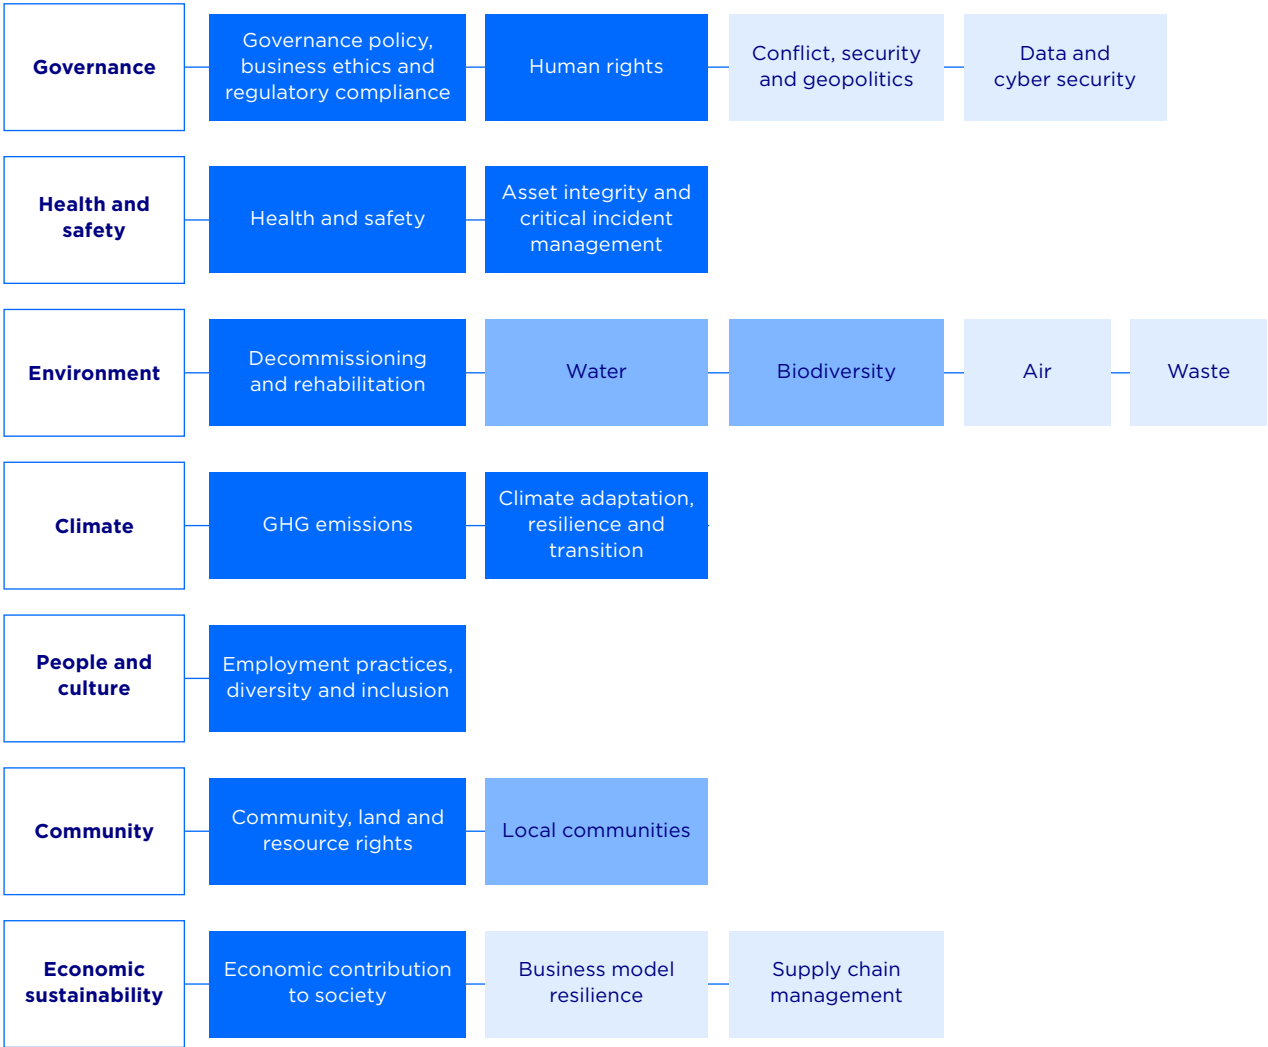 Governance
Governance policy,
business ethics and
regulatory compliance
Human rights
Conflict, security
and geopolitics
Data and
cyber security
Health and
safety
Health and safety
Asset integrity and
critical incident
management
Environment
Decommissioning
and rehabilitation
Water
Biodiversity
Air
Waste
Climate
GHG emissions
Climate adaptation,
resilience and
transition
People and
culture
Employment practices,
diversity and inclusion
Community
Community, land and
resource rights
Local communities
Economic
sustainability
Economic contribution
to society
Business model
resilience
Supply chain
management